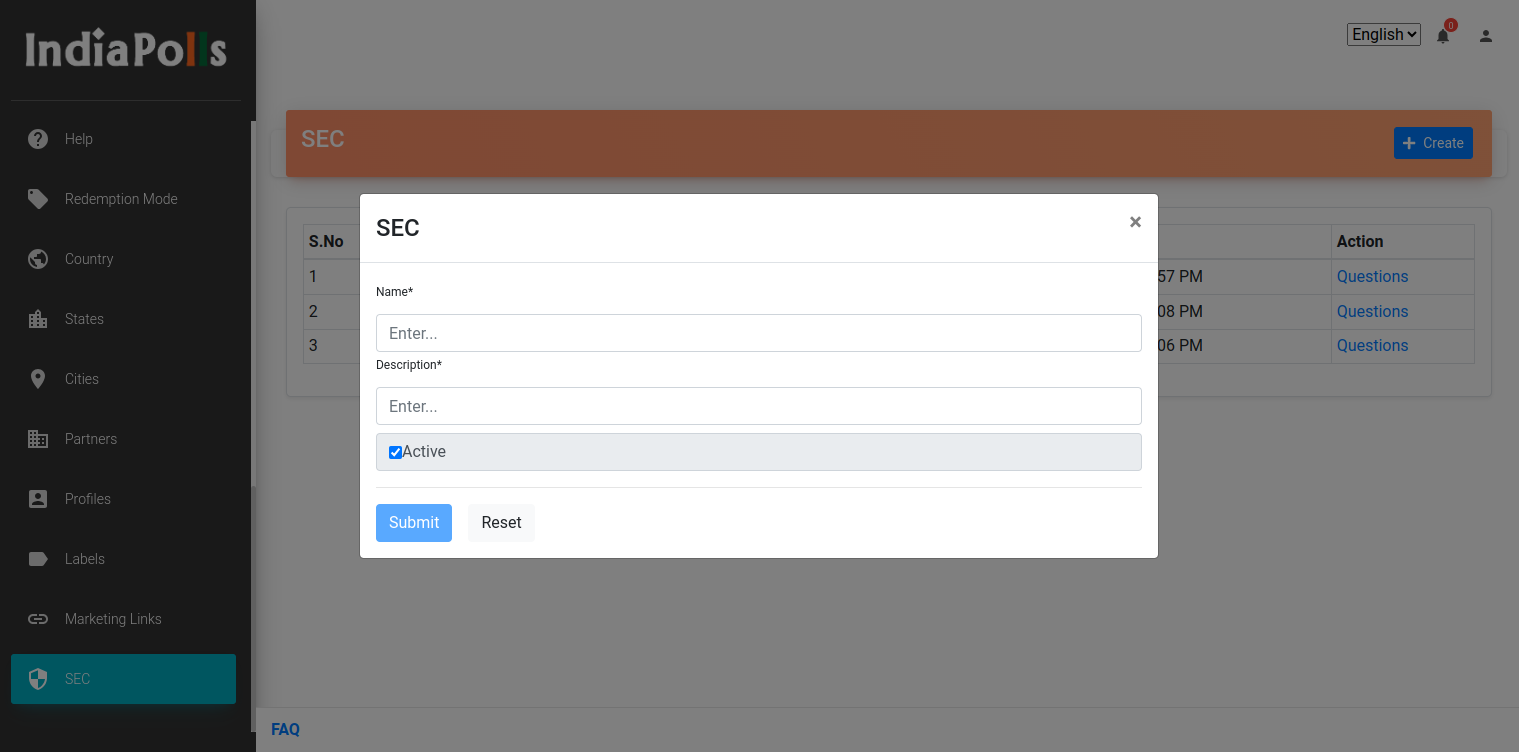 IndiaPolls
English
0
Help
Redemption Mode
Country
States
Cities
Partners
Profiles
Labels
Marketing Links
SEC
SEC
Create
S.No
Action
1
57 PM
Questions
2
08 PM
Questions
3
06 PM
Questions
SEC
×
Name*
Enter...
Description*
Enter...
Active
Submit
Reset
FAQ